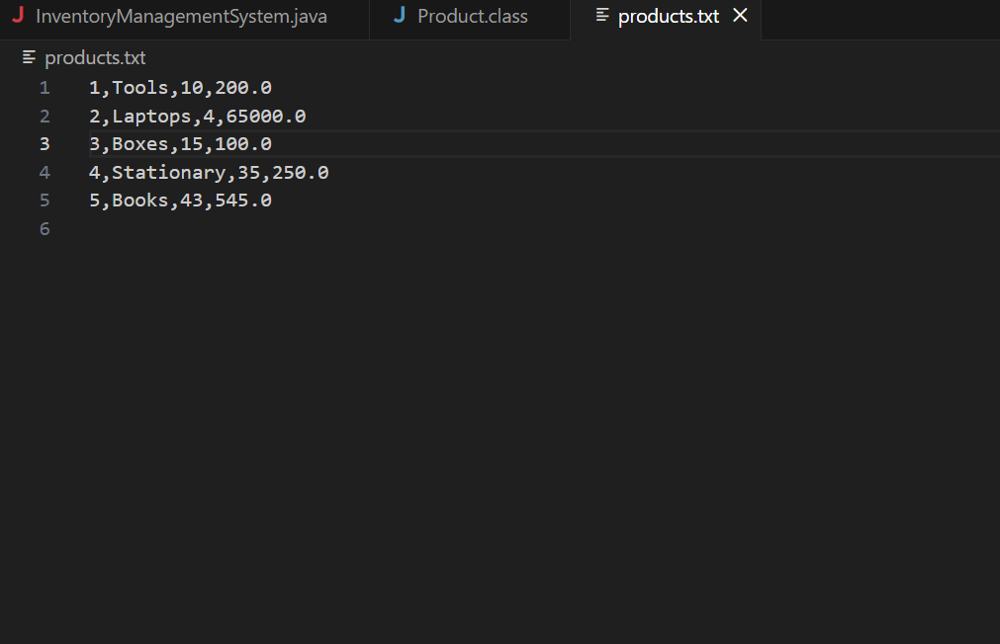 InventoryManagementSystem.java Product.class products.txt
products.txt
1 1,Tools,10,200.0
2 2,Laptops,4,65000.0
3 3,Boxes,15,100.0
4 4,Stationary,35,250.0
5 5,Books,43,545.0
6